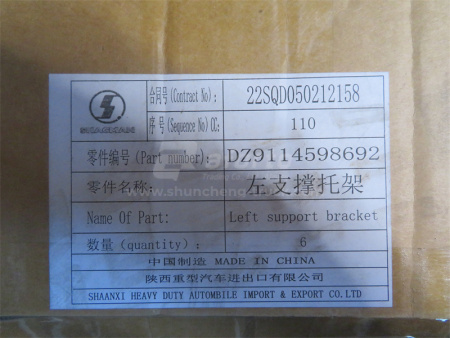 合同号(Contract No): 22SQD050212158
SHACMAN
序号(Sequence No)CC: 110
零件编号(Part number): DZ9114598692
零件名称: 左支撑托架
Name Of Part: Left support bracket
数量(quantity): 6
中国制造 MADE IN CHINA
陕西重型汽车进出口有限公司
SHAANXI HEAVY DUTY AUTOMBILE IMPORT & EXPORT CO.LTD